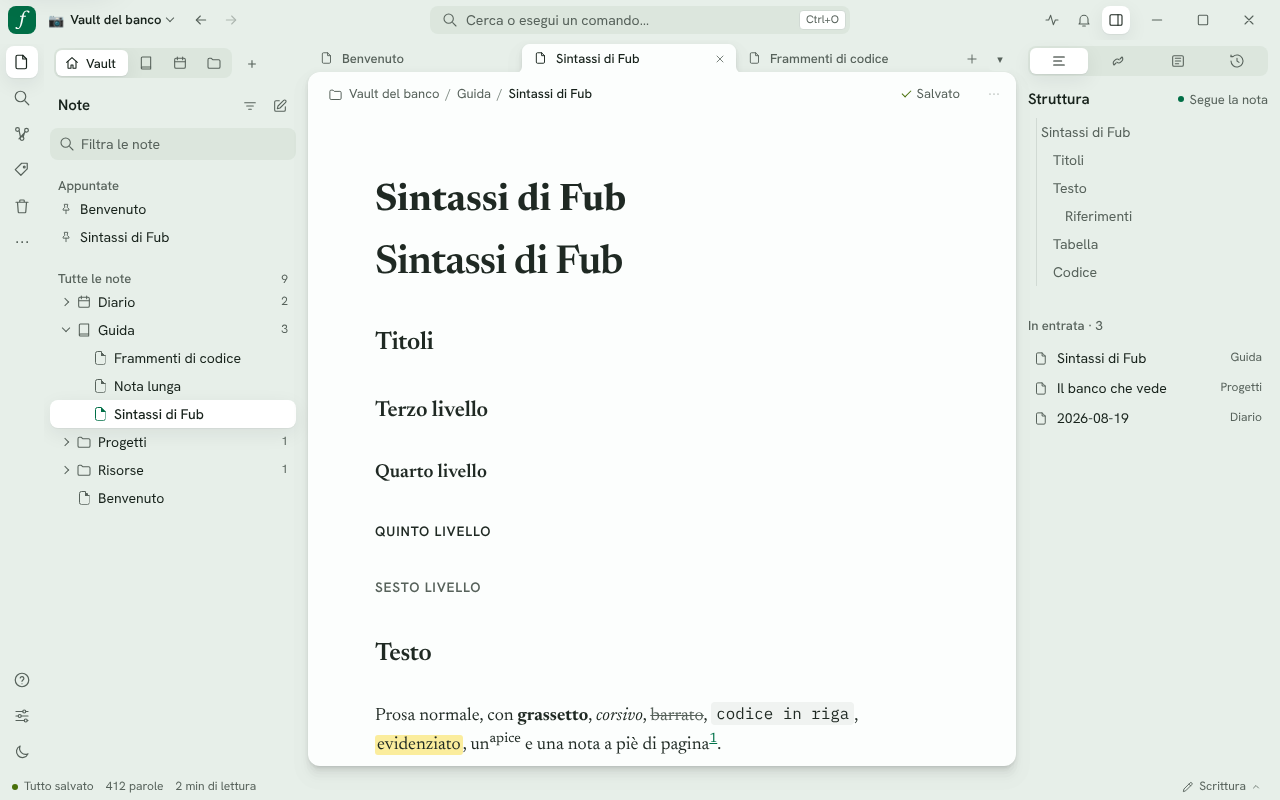 f Vault del banco
Cerca o esegui un comando...
Ctrl+O
Vault
Note
Filtra le note
Appuntate
Benvenuto
Sintassi di Fub
Tutte le note 9
Diario 2
Guida 3
Frammenti di codice
Nota lunga
Sintassi di Fub
Progetti 1
Risorse 1
Benvenuto
Benvenuto
Sintassi di Fub
Frammenti di codice
Vault del banco / Guida / Sintassi di Fub
Salvato
Sintassi di Fub
Sintassi di Fub
Titoli
Terzo livello
Quarto livello
QUINTO LIVELLO
SESTO LIVELLO
Testo
Prosa normale, con grassetto, corsivo, barrato, codice in riga,
evidenziato, unapice e una nota a piè di pagina1.
Struttura
Segue la nota
Sintassi di Fub
Titoli
Testo
Riferimenti
Tabella
Codice
In entrata · 3
Sintassi di Fub Guida
Il banco che vede Progetti
2026-08-19 Diario
Tutto salvato 412 parole 2 min di lettura
Scrittura